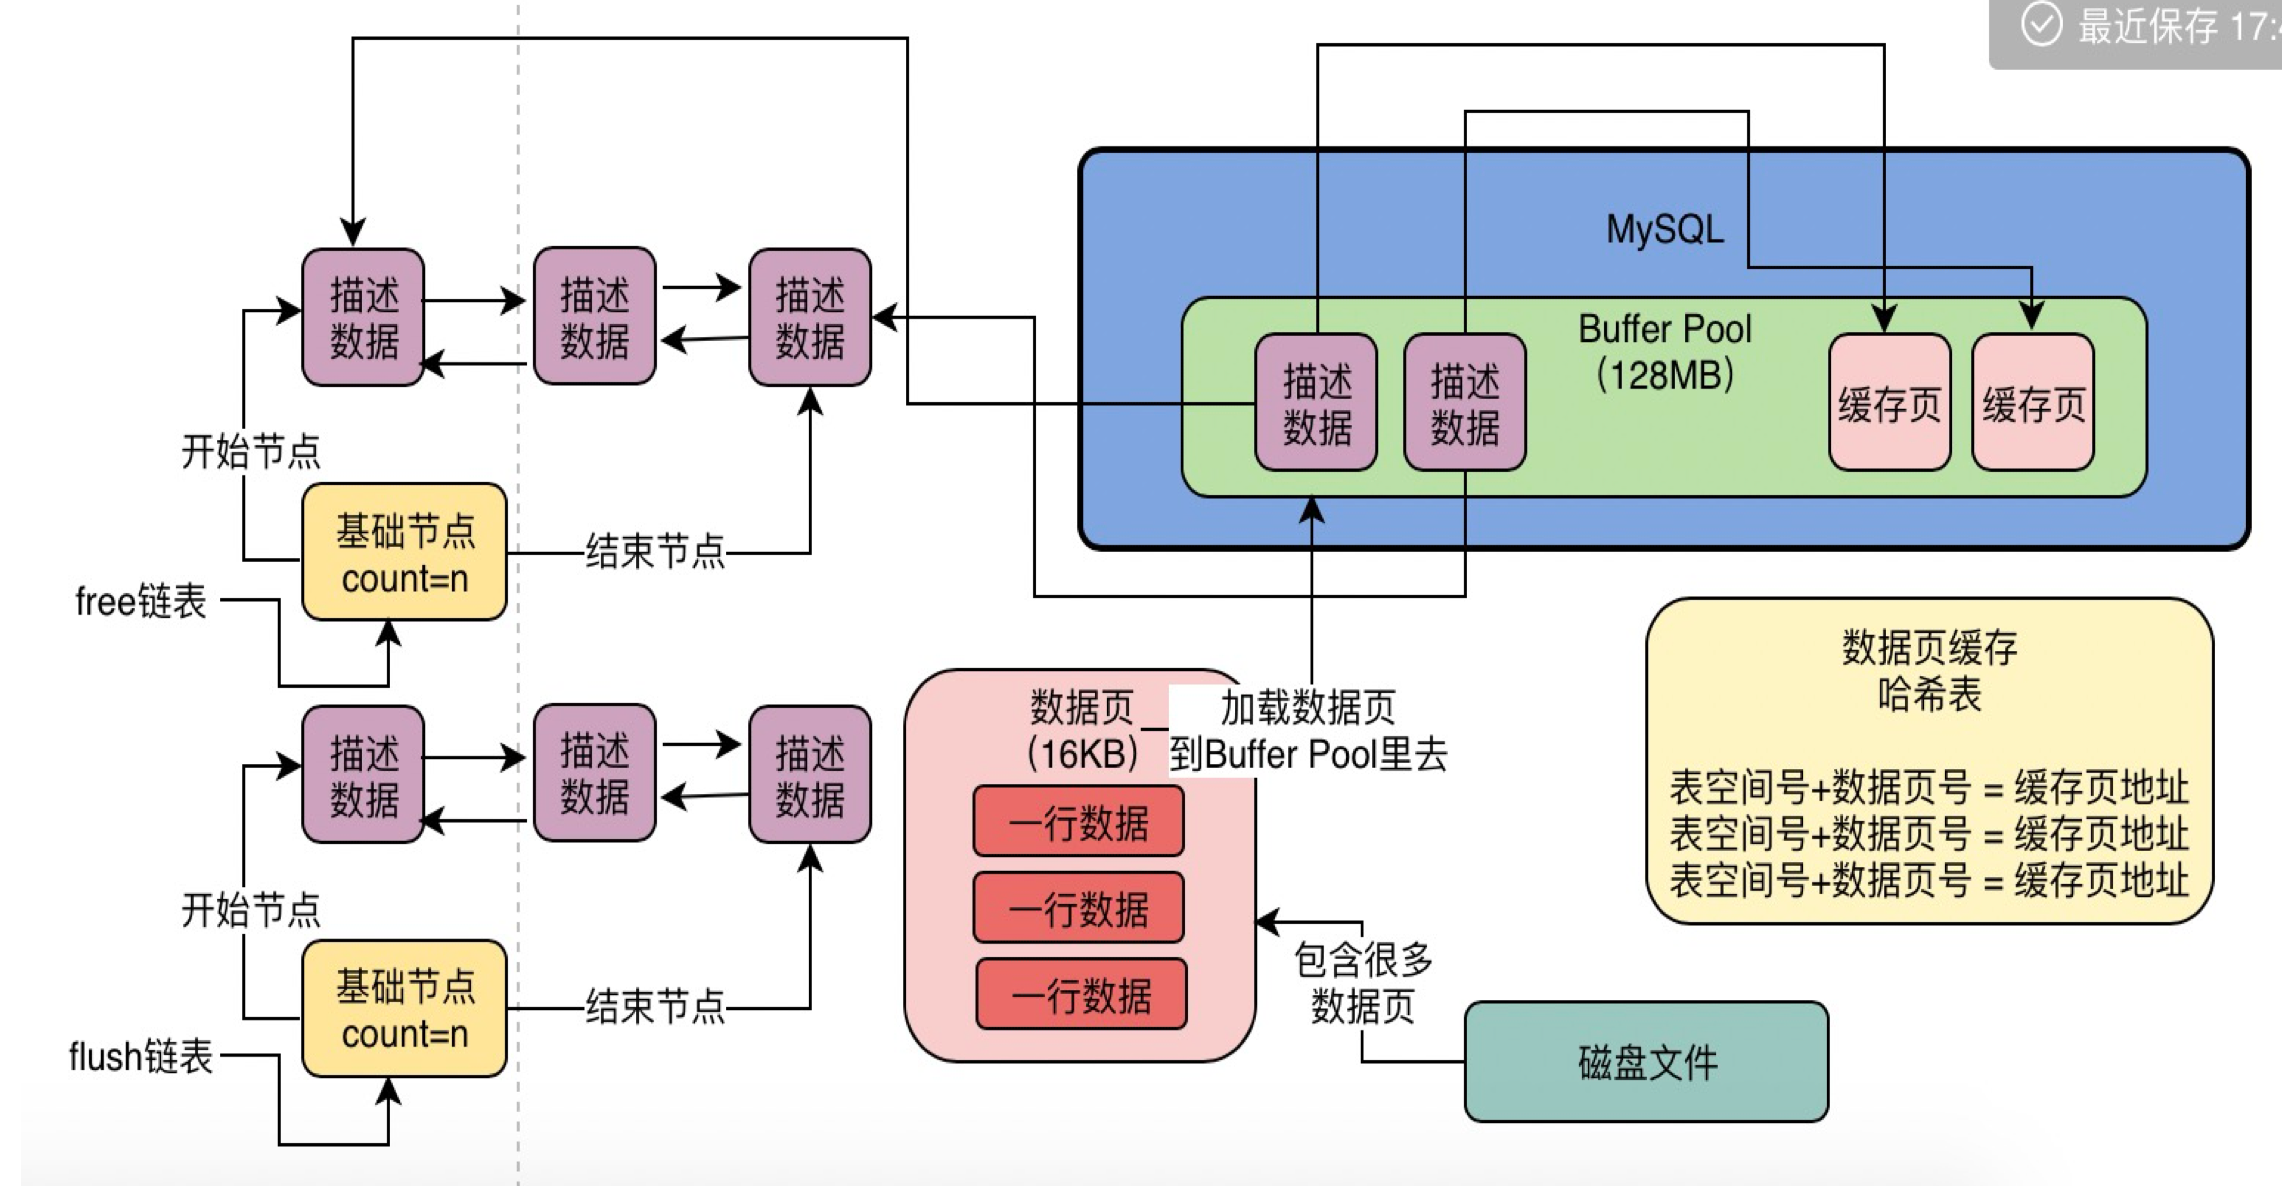 最近保存 17:
MySQL
Buffer Pool
(128MB)
描述
数据
描述
数据
缓存页
缓存页
描述
数据
描述
数据
描述
数据
开始节点
基础节点
count=n
结束节点
free链表
描述
数据
描述
数据
描述
数据
开始节点
基础节点
count=n
结束节点
flush链表
数据页
(16KB)
一行数据
一行数据
一行数据
加载数据页
到Buffer Pool里去
包含很多
数据页
磁盘文件
数据页缓存
哈希表
表空间号+数据页号 = 缓存页地址
表空间号+数据页号 = 缓存页地址
表空间号+数据页号 = 缓存页地址